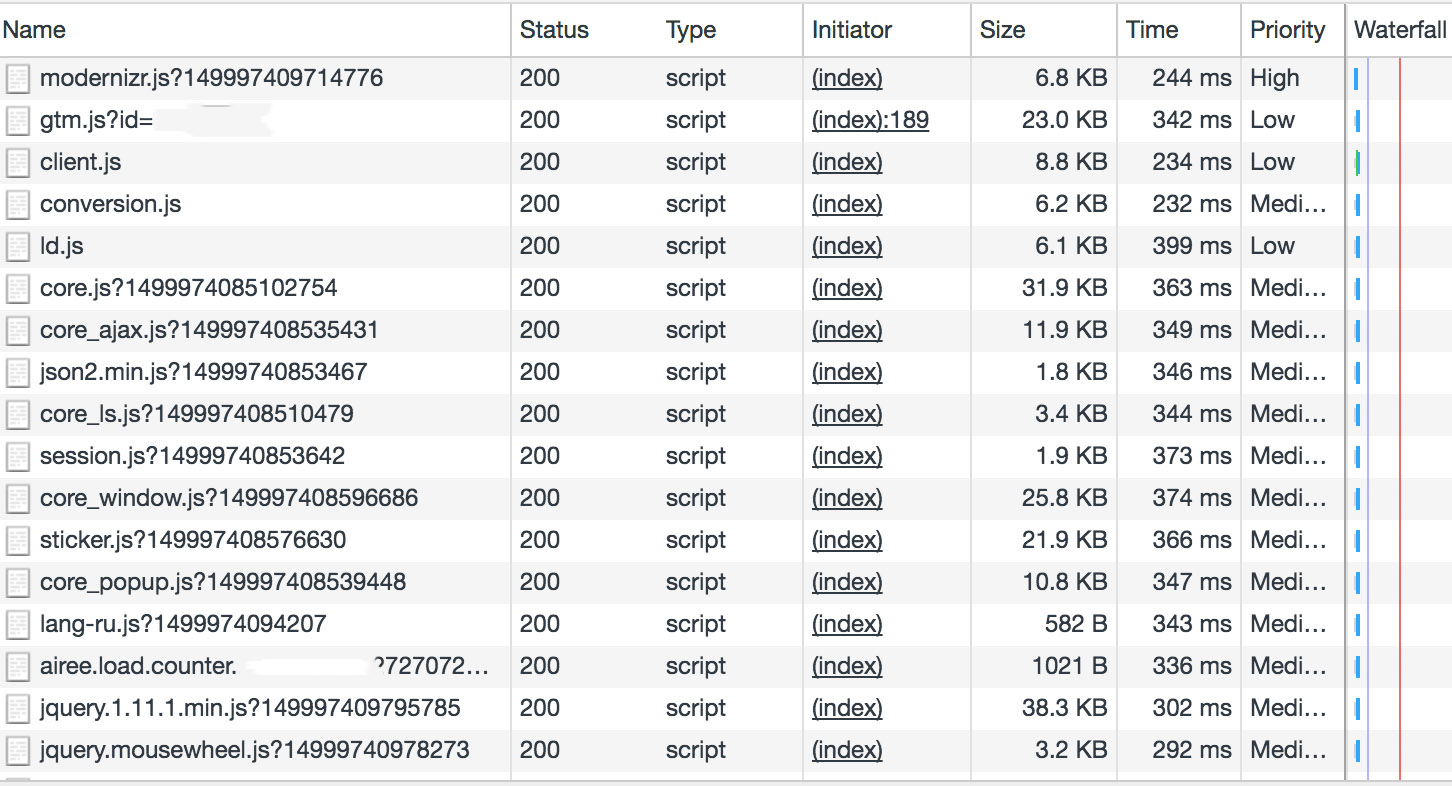 Name Status Type Initiator Size Time Priority Waterfall
modernizr.js?149997409714776 200 script (index) 6.8 KB 244 ms High
gtm.js?id= 200 script (index):189 23.0 KB 342 ms Low
client.js 200 script (index) 8.8 KB 234 ms Low
conversion.js 200 script (index) 6.2 KB 232 ms Medi...
ld.js 200 script (index) 6.1 KB 399 ms Low
core.js?1499974085102754 200 script (index) 31.9 KB 363 ms Medi...
core_ajax.js?149997408535431 200 script (index) 11.9 KB 349 ms Medi...
json2.min.js?14999740853467 200 script (index) 1.8 KB 346 ms Medi...
core_ls.js?149997408510479 200 script (index) 3.4 KB 344 ms Medi...
session.js?14999740853642 200 script (index) 1.9 KB 373 ms Medi...
core_window.js?149997408596686 200 script (index) 25.8 KB 374 ms Medi...
sticker.js?149997408576630 200 script (index) 21.9 KB 366 ms Medi...
core_popup.js?149997408539448 200 script (index) 10.8 KB 347 ms Medi...
lang-ru.js?1499974094207 200 script (index) 582 B 343 ms Medi...
airee.load.counter. ?727072... 200 script (index) 1021 B 336 ms Medi...
jquery.1.11.1.min.js?149997409795785 200 script (index) 38.3 KB 302 ms Medi...
jquery.mousewheel.js?14999740978273 200 script (index) 3.2 KB 292 ms Medi...